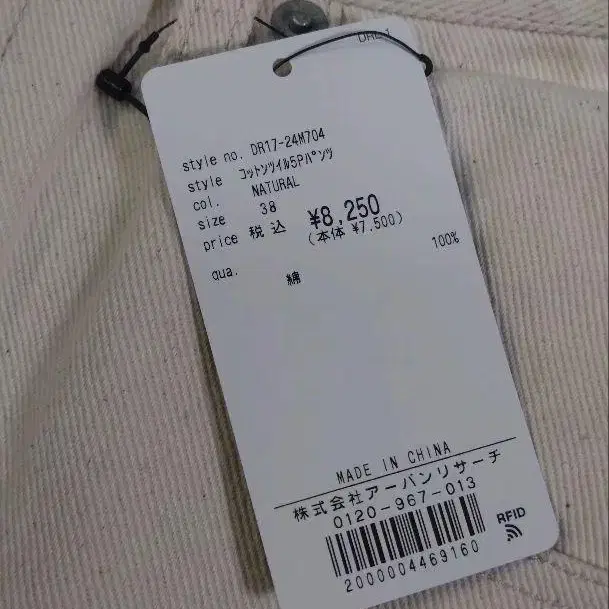 style no. DR17-24M704
style コットンツイル5Pパンツ
col. NATURAL
size 38
price 税込 ¥8,250
(本体 ¥7,500)
qua. 綿 100%
MADE IN CHINA
株式会社アーバンリサーチ
0120-967-013
RFID
2000004469160